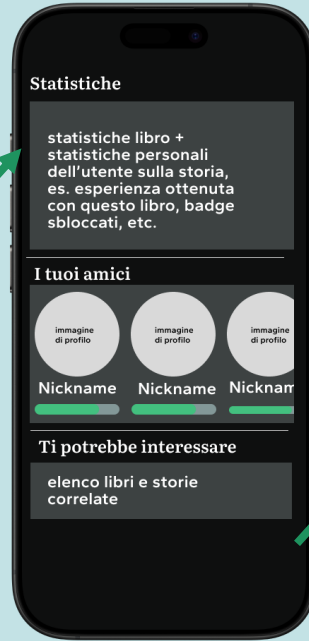 Statistiche
statistiche libro +
statistiche personali
dell'utente sulla storia,
es. esperienza ottenuta
con questo libro, badge
sbloccati, etc.
I tuoi amici
immagine
di profilo
immagine
di profilo
immagine
di profilo
Nickname
Nickname
Nicknam
Ti potrebbe interessare
elenco libri e storie
correlate